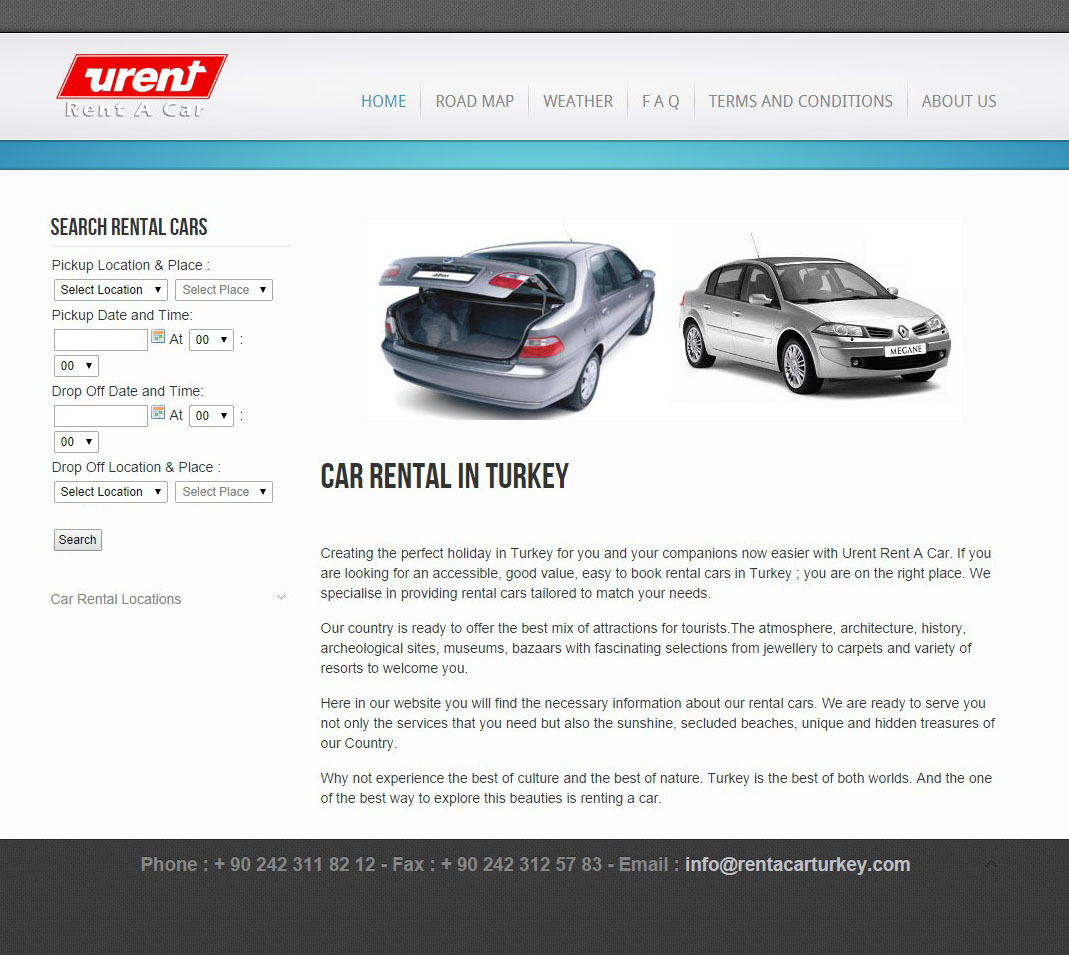 urent
Rent A Car
HOME
ROAD MAP
WEATHER
F A Q
TERMS AND CONDITIONS
ABOUT US
SEARCH RENTAL CARS
Pickup Location & Place :
Select Location
Select Place
Pickup Date and Time:
At 00 :
00
Drop Off Date and Time:
At 00 :
00
Drop Off Location & Place :
Select Location
Select Place
Search
Car Rental Locations
MEGANE
CAR RENTAL IN TURKEY
Creating the perfect holiday in Turkey for you and your companions now easier with Urent Rent A Car. If you
are looking for an accessible, good value, easy to book rental cars in Turkey ; you are on the right place. We
specialise in providing rental cars tailored to match your needs.
Our country is ready to offer the best mix of attractions for tourists.The atmosphere, architecture, history,
archeological sites, museums, bazaars with fascinating selections from jewellery to carpets and variety of
resorts to welcome you.
Here in our website you will find the necessary information about our rental cars. We are ready to serve you
not only the services that you need but also the sunshine, secluded beaches, unique and hidden treasures of
our Country.
Why not experience the best of culture and the best of nature. Turkey is the best of both worlds. And the one
of the best way to explore this beauties is renting a car.
Phone : + 90 242 311 82 12 - Fax : + 90 242 312 57 83 - Email : info@rentacarturkey.com